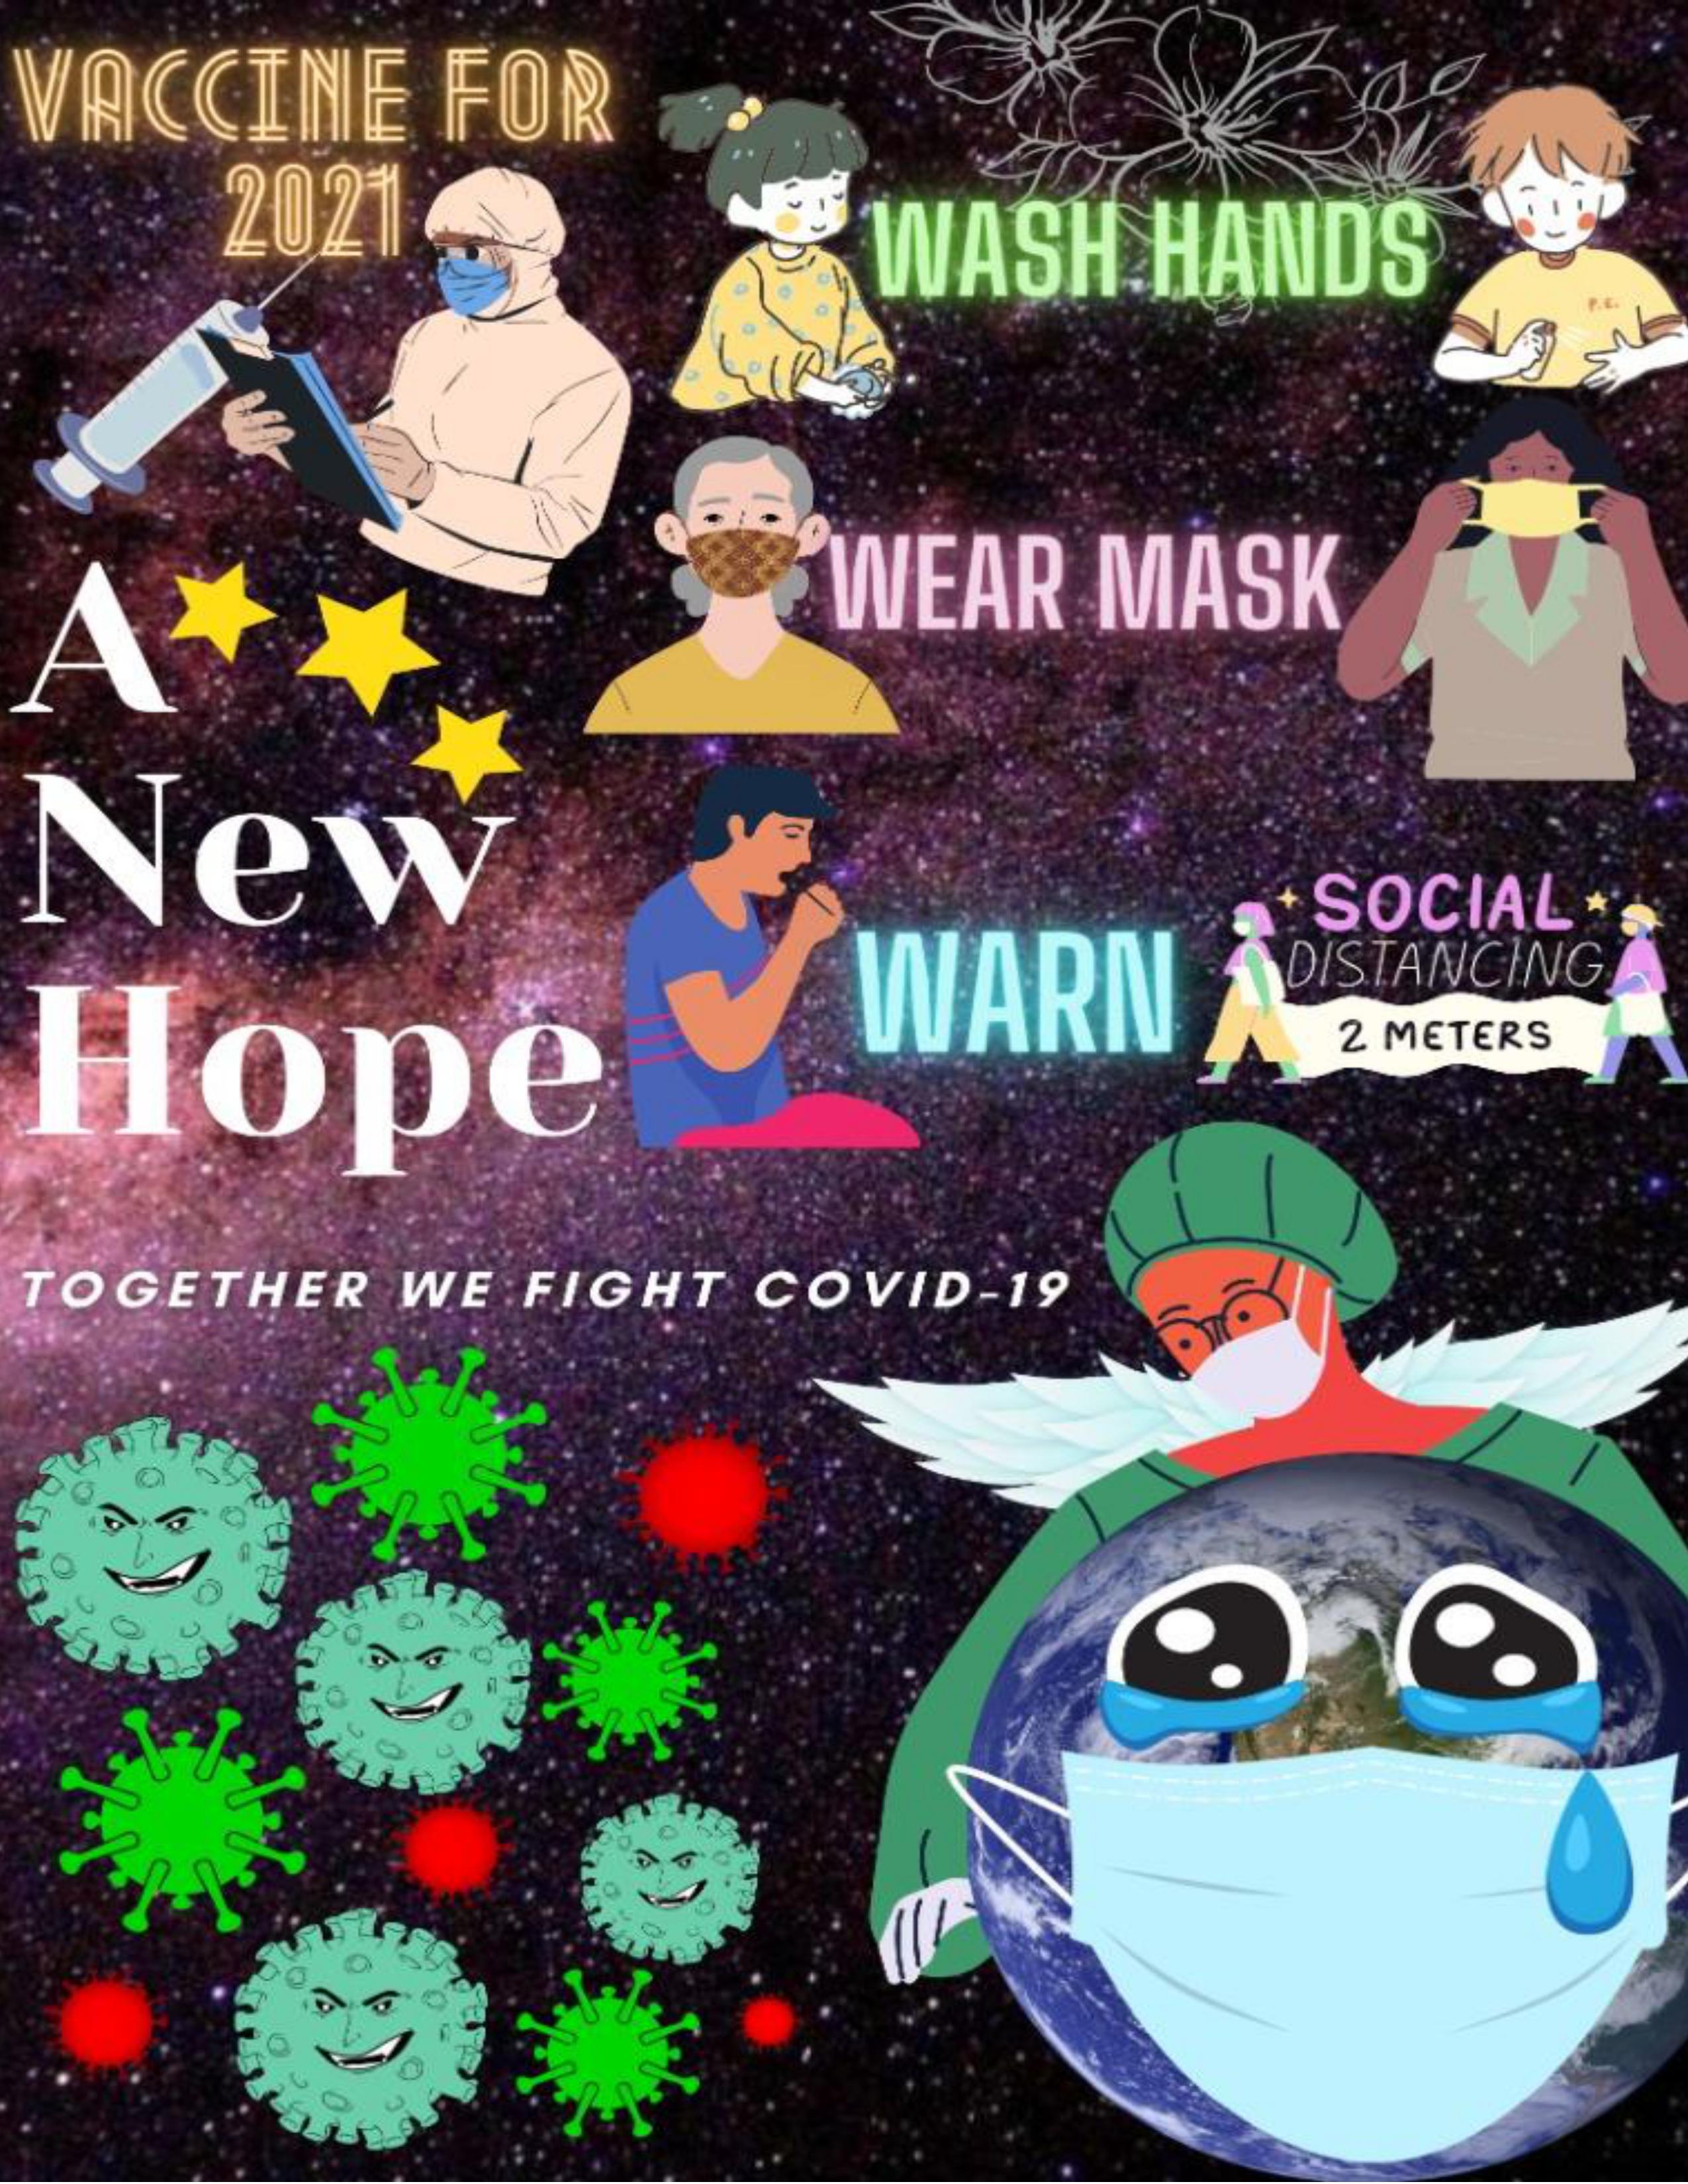 VACCINE FOR
2021
WASH HANDS
P.E.
WEAR MASK
A
New
Hope
WARN
SOCIAL
DISTANCING
2 METERS
TOGETHER WE FIGHT COVID-19